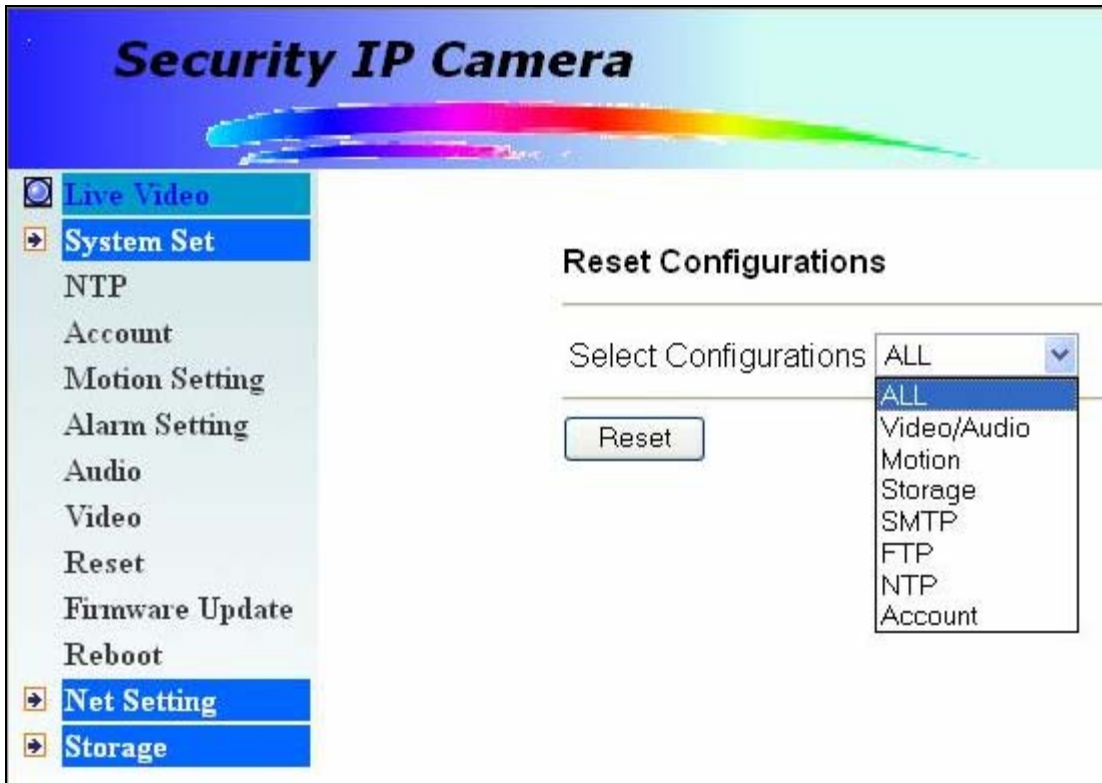 Security IP Camera
Live Video
System Set
NTP
Account
Motion Setting
Alarm Setting
Audio
Video
Reset
Firmware Update
Reboot
Net Setting
Storage
Reset Configurations
Select Configurations ALL
ALL
Video/Audio
Motion
Storage
SMTP
FTP
NTP
Account
Reset